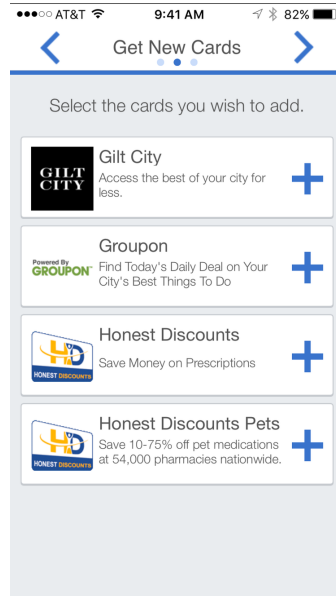 AT&T 9:41 AM 82%
Get New Cards
Select the cards you wish to add.
GILT
CITY
Gilt City
Access the best of your city for
less.
Powered By
GROUPON
Groupon
Find Today's Daily Deal on Your
City's Best Things To Do
HD
HONEST DISCOUNTS
Honest Discounts
Save Money on Prescriptions
HD
HONEST DISCOUNTS
Honest Discounts Pets
Save 10-75% off pet medications
at 54,000 pharmacies nationwide.